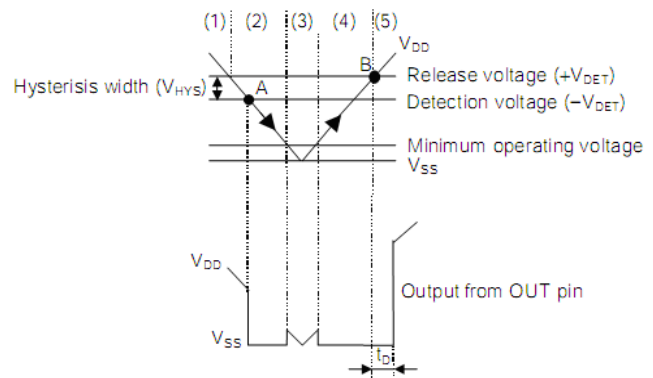 (1) (2) (3) (4) (5)
VDD
B
Release voltage (+VDET)
Hysterisis width (VHYS)
A
Detection voltage (−VDET)
Minimum operating voltage
VSS
VDD
Output from OUT pin
VSS
tD